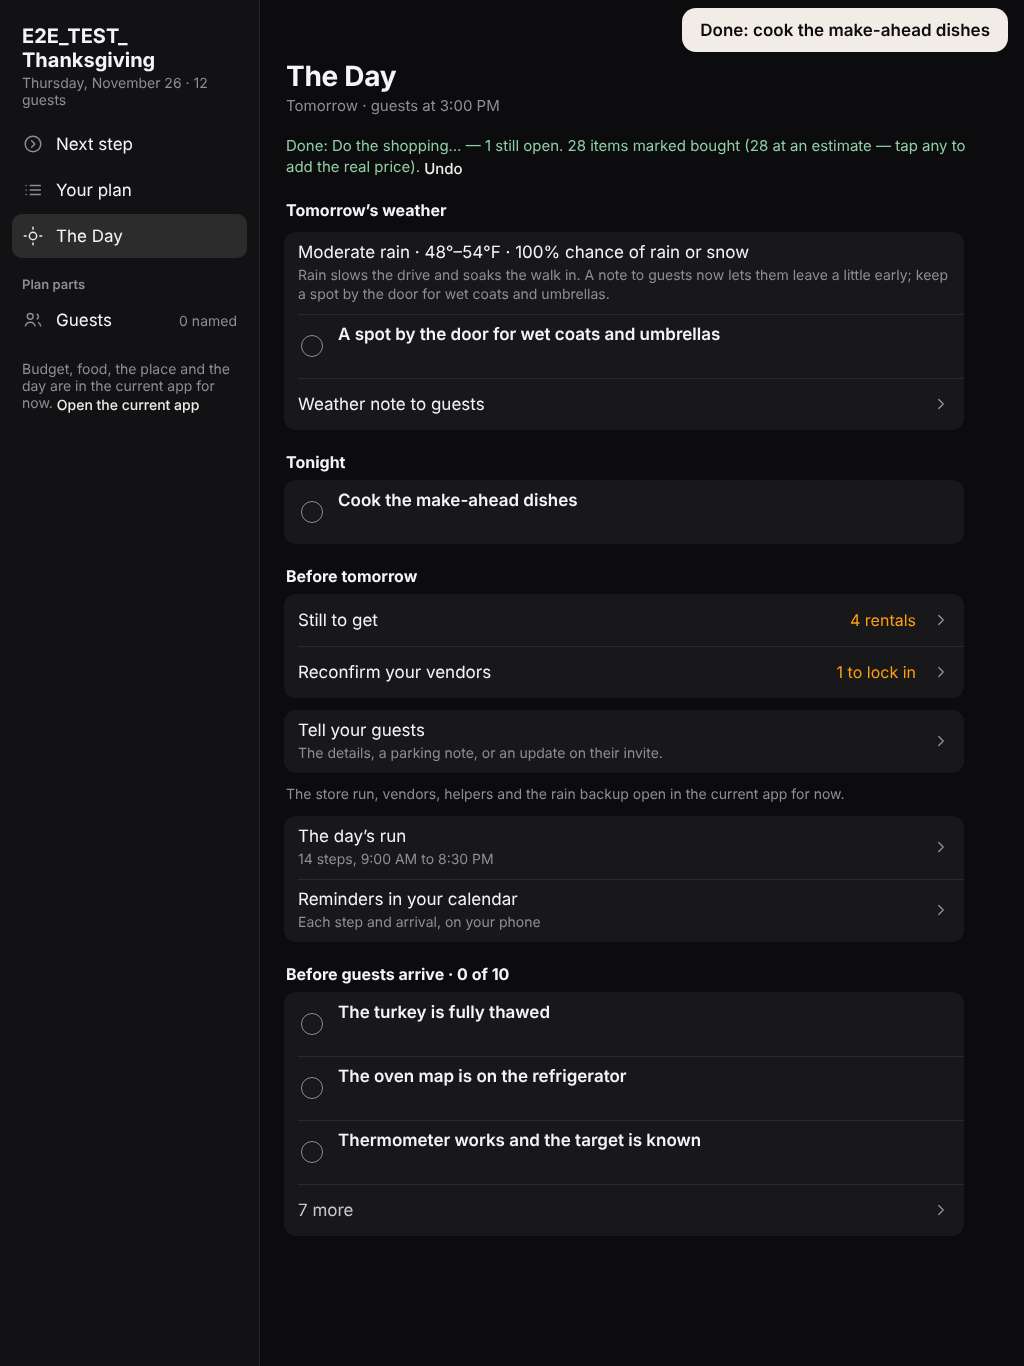 E2E_TEST_
Thanksgiving
Thursday, November 26 · 12
guests
Next step
Your plan
The Day
Plan parts
Guests
0 named
Budget, food, the place and the
day are in the current app for
now. Open the current app
Done: cook the make-ahead dishes
The Day
Tomorrow · guests at 3:00 PM
Done: Do the shopping... — 1 still open. 28 items marked bought (28 at an estimate — tap any to
add the real price). Undo
Tomorrow’s weather
Moderate rain · 48°–54°F · 100% chance of rain or snow
Rain slows the drive and soaks the walk in. A note to guests now lets them leave a little early; keep
a spot by the door for wet coats and umbrellas.
A spot by the door for wet coats and umbrellas
Weather note to guests
Tonight
Cook the make-ahead dishes
Before tomorrow
Still to get
4 rentals
Reconfirm your vendors
1 to lock in
Tell your guests
The details, a parking note, or an update on their invite.
The store run, vendors, helpers and the rain backup open in the current app for now.
The day’s run
14 steps, 9:00 AM to 8:30 PM
Reminders in your calendar
Each step and arrival, on your phone
Before guests arrive · 0 of 10
The turkey is fully thawed
The oven map is on the refrigerator
Thermometer works and the target is known
7 more